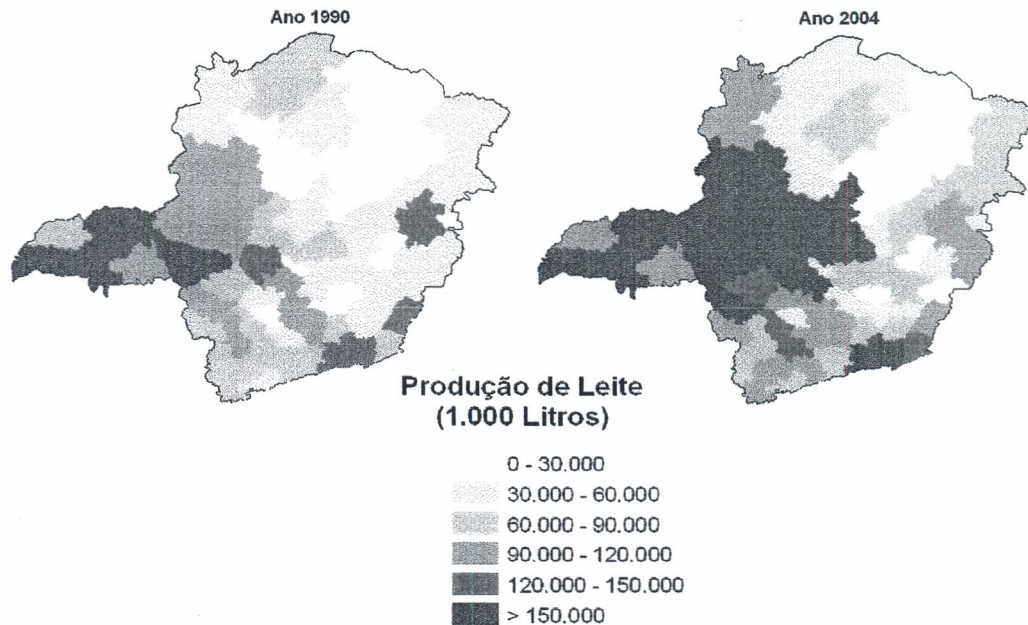 Ano 1990
Ano 2004
Produção de Leite
(1.000 Litros)
0 - 30.000
30.000 - 60.000
60.000 - 90.000
90.000 - 120.000
120.000 - 150.000
> 150.000